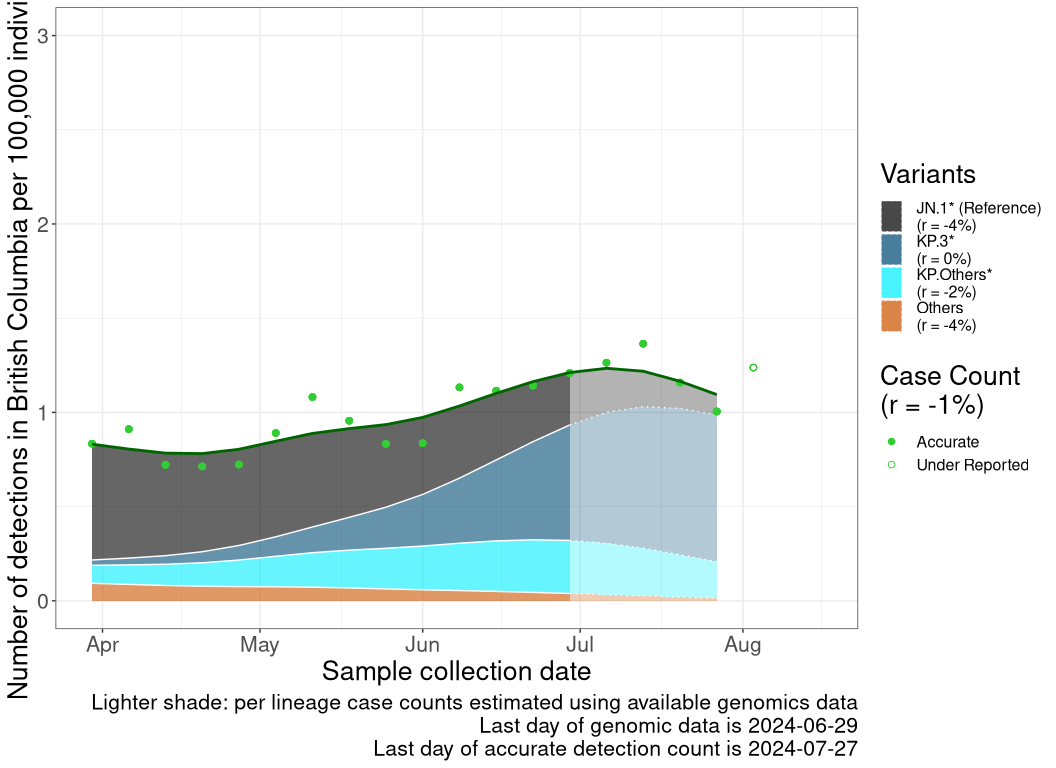 Number of detections in British Columbia per 100,000
3
2
1
0
Apr
May
Jun
Jul
Aug
Sample collection date
Lighter shade: per lineage case counts estimated using available genomics data
Last day of genomic data is 2024-06-29
Last day of accurate detection count is 2024-07-27
Variants
JN.1* (Reference)
(r = -4%)
KP.3*
(r = 0%)
KP.Others*
(r = -2%)
Others
(r = -4%)
Case Count
(r = -1%)
Accurate
Under Reported